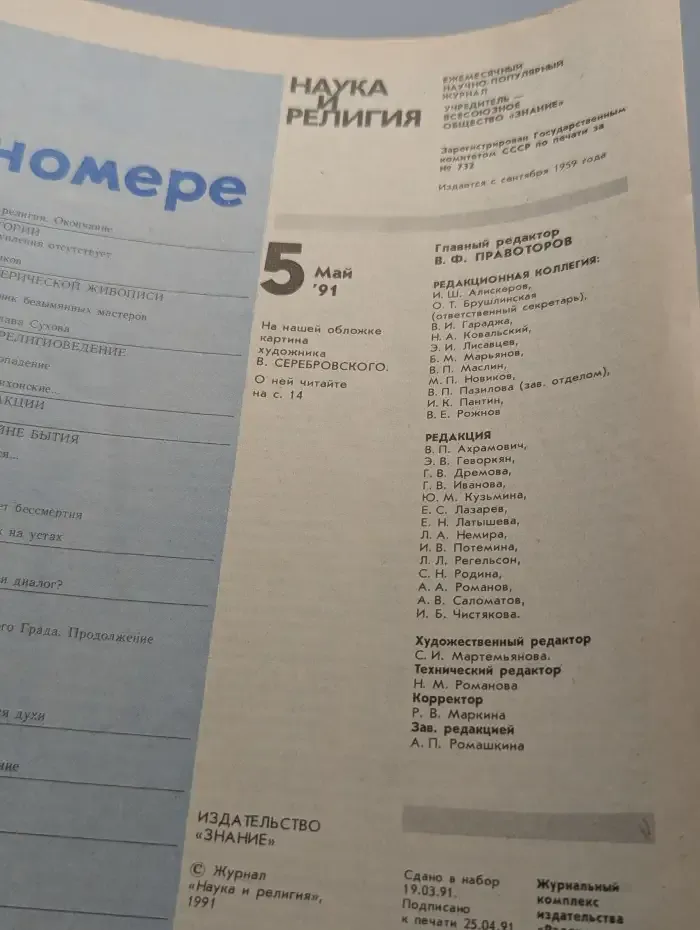 номере
религия. Окончание
ТОРИИ
отсутствует
ЕРИЧЕСКОЙ ЖИВОПИСИ
безымянных мастеров
Сухова
РЕЛИГИОВЕДЕНИЕ
АКЦИИ
БЫТИЯ
бессмертия
на устах
и диалог?
Града. Продолжение
духи
НАУКА
И
РЕЛИГИЯ
5 Май
'91
На нашей обложке
картина
художника
В. СЕРЕБРОВСКОГО.
О ней читайте
на с. 14
ИЗДАТЕЛЬСТВО
«ЗНАНИЕ»
© Журнал
«Наука и религия»,
1991
ЕЖЕМЕСЯЧНЫЙ
НАУЧНО-ПОПУЛЯРНЫЙ
ЖУРНАЛ
УЧРЕДИТЕЛЬ —
ВСЕСОЮЗНОЕ
ОБЩЕСТВО «ЗНАНИЕ»
Зарегистрирован Государственным
комитетом СССР по печати за
№ 732
Издается с сентября 1959 года
Главный редактор
В. Ф. ПРАВОТОРОВ
РЕДАКЦИОННАЯ КОЛЛЕГИЯ:
И. Ш. Алискеров,
О. Т. Брушлинская
(ответственный секретарь),
В. И. Гараджа,
Н. А. Ковальский,
Э. И. Лисавцев,
Б. М. Марьянов,
В. П. Маслин,
М. П. Новиков,
В. П. Пазилова (зав. отделом),
И. К. Пантин,
В. Е. Рожнов
РЕДАКЦИЯ
В. П. Ахрамович,
Э. В. Геворкян,
Г. В. Дремова,
Г. В. Иванова,
Ю. М. Кузьмина,
Е. С. Лазарев,
Е. Н. Латышева,
Л. А. Немира,
И. В. Потемина,
Л. Л. Регельсон,
С. Н. Родина,
А. А. Романов,
А. В. Саломатов,
И. Б. Чистякова.
Художественный редактор
С. И. Мартемьянова.
Технический редактор
Н. М. Романова
Корректор
Р. В. Маркина
Зав. редакцией
А. П. Ромашкина
Сдано в набор
19.03.91.
Подписано
к печати 25.04.91
Журнальный
комплекс
издательства